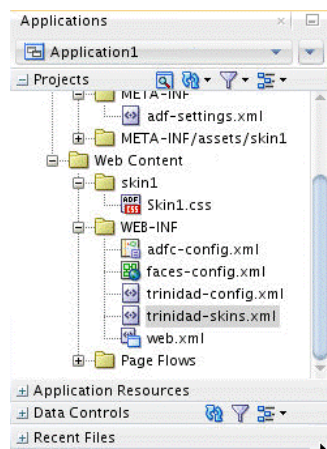 Applications
Application1
Projects
META-INF
adf-settings.xml
META-INF/assets/skin1
Web Content
skin1
ADF
CSS
Skin1.css
WEB-INF
adfc-config.xml
faces-config.xml
trinidad-config.xml
trinidad-skins.xml
web.xml
Page Flows
Application Resources
Data Controls
Recent Files